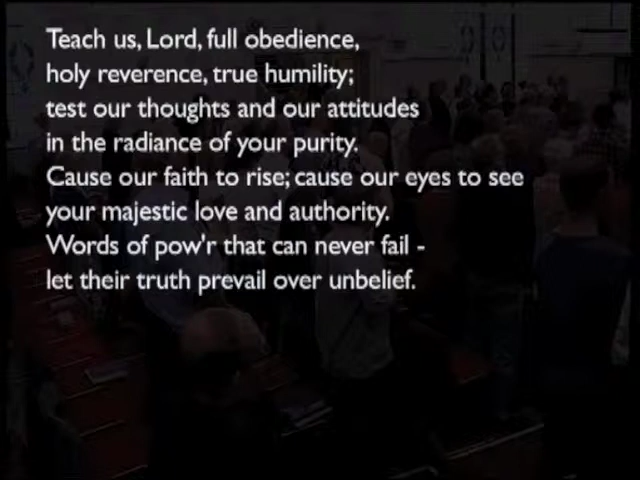 Teach us, Lord, full obedience,
holy reverence, true humility;
test our thoughts and our attitudes
in the radiance of your purity.
Cause our faith to rise; cause our eyes to see
your majestic love and authority.
Words of pow'r that can never fail -
let their truth prevail over unbelief.